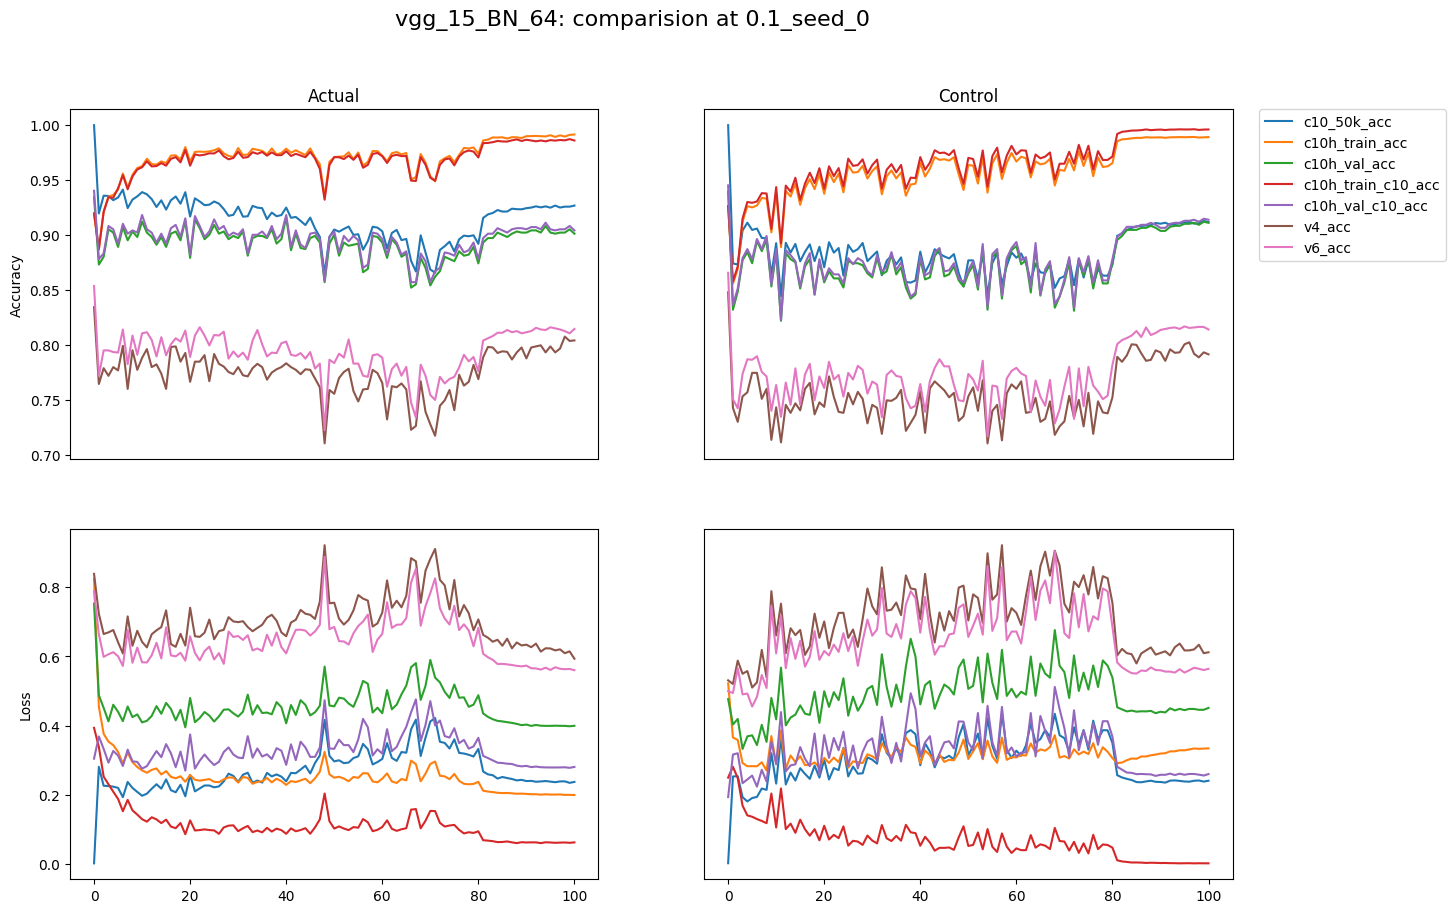 vgg_15_BN_64: comparision at 0.1_seed_0
Actual
Control
Accuracy
1.00
0.95
0.90
0.85
0.80
0.75
0.70
c10_50k_acc
c10h_train_acc
c10h_val_acc
c10h_train_c10_acc
c10h_val_c10_acc
v4_acc
v6_acc
Loss
0.8
0.6
0.4
0.2
0.0
0 20 40 60 80 100
0 20 40 60 80 100